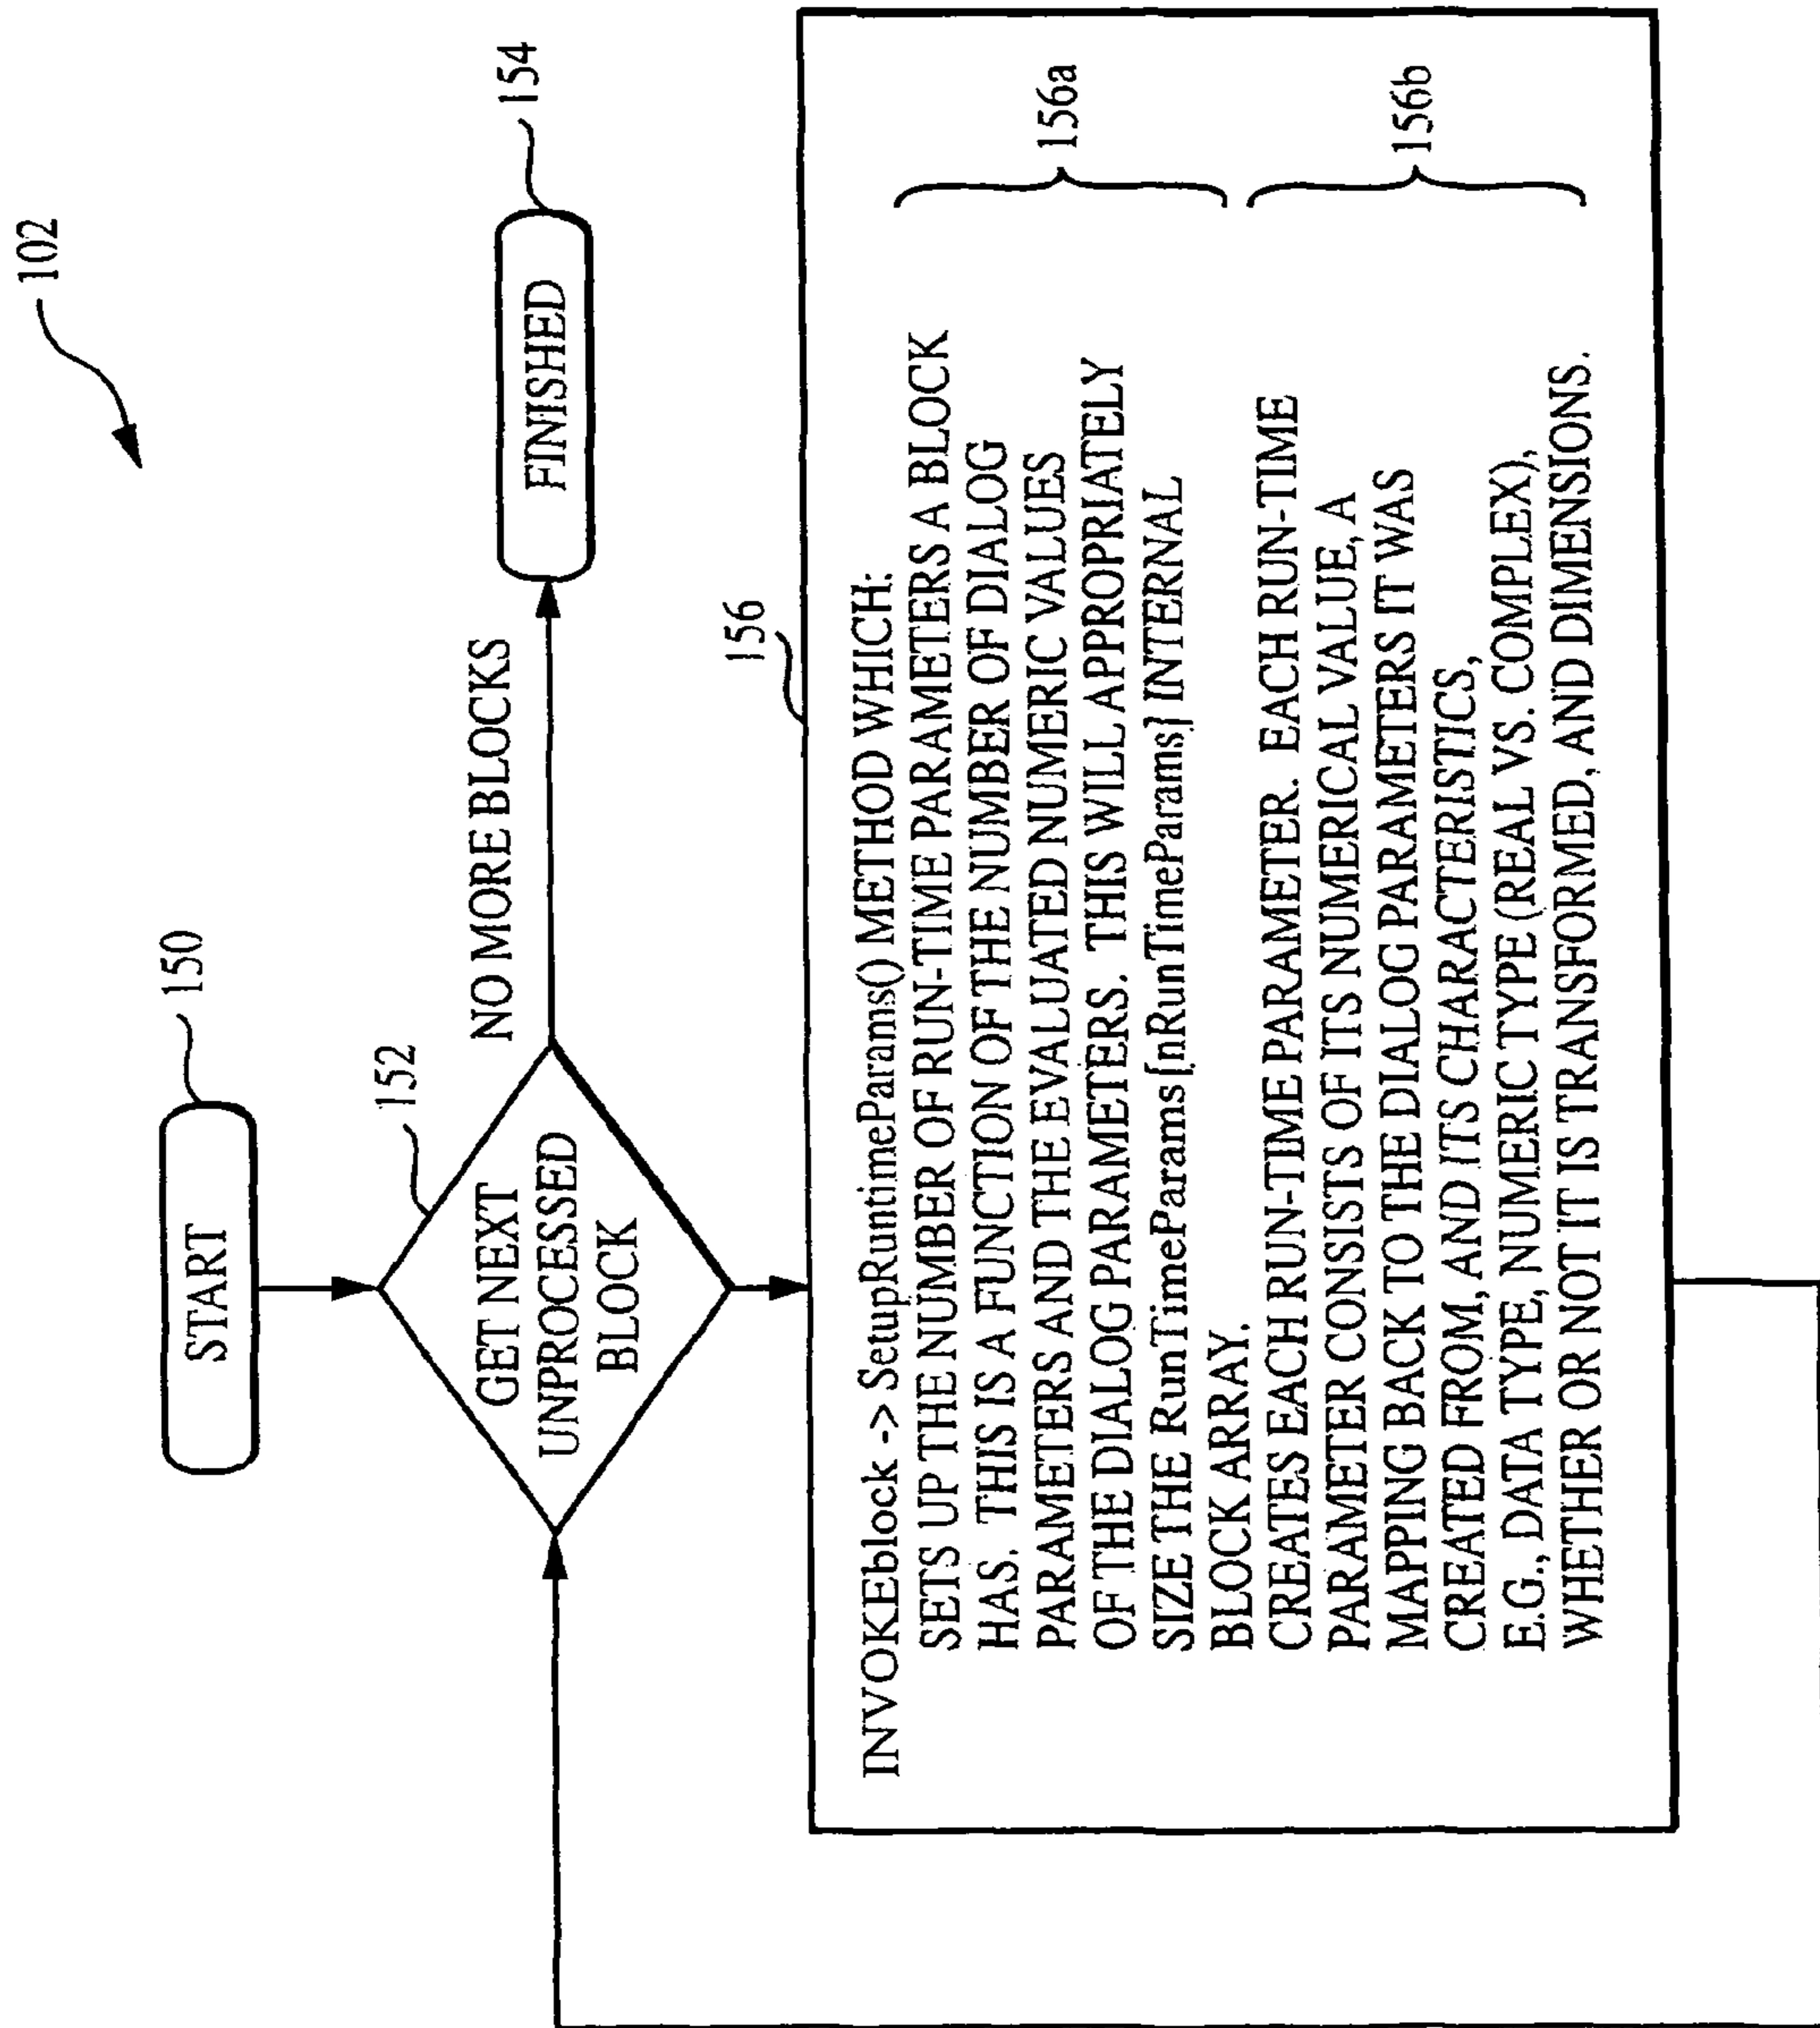 102
START
150
GET NEXT
UNPROCESSED
BLOCK
152
NO MORE BLOCKS
FINISHED
154
156
INVOKEblock -> SetupRuntimeParams() METHOD WHICH:
SETS UP THE NUMBER OF RUN-TIME PARAMETERS A BLOCK
HAS. THIS IS A FUNCTION OF THE NUMBER OF DIALOG
PARAMETERS AND THE EVALUATED NUMERIC VALUES
OF THE DIALOG PARAMETERS. THIS WILL APPROPRIATELY
SIZE THE RunTimeParams[nRunTimeParams] INTERNAL
BLOCK ARRAY.
156a
CREATES EACH RUN-TIME PARAMETER. EACH RUN-TIME
PARAMETER CONSISTS OF ITS NUMERICAL VALUE, A
MAPPING BACK TO THE DIALOG PARAMETERS IT WAS
CREATED FROM, AND ITS CHARACTERISTICS,
E.G., DATA TYPE, NUMERIC TYPE (REAL VS. COMPLEX),
WHETHER OR NOT IT IS TRANSFORMED, AND DIMENSIONS.
156b